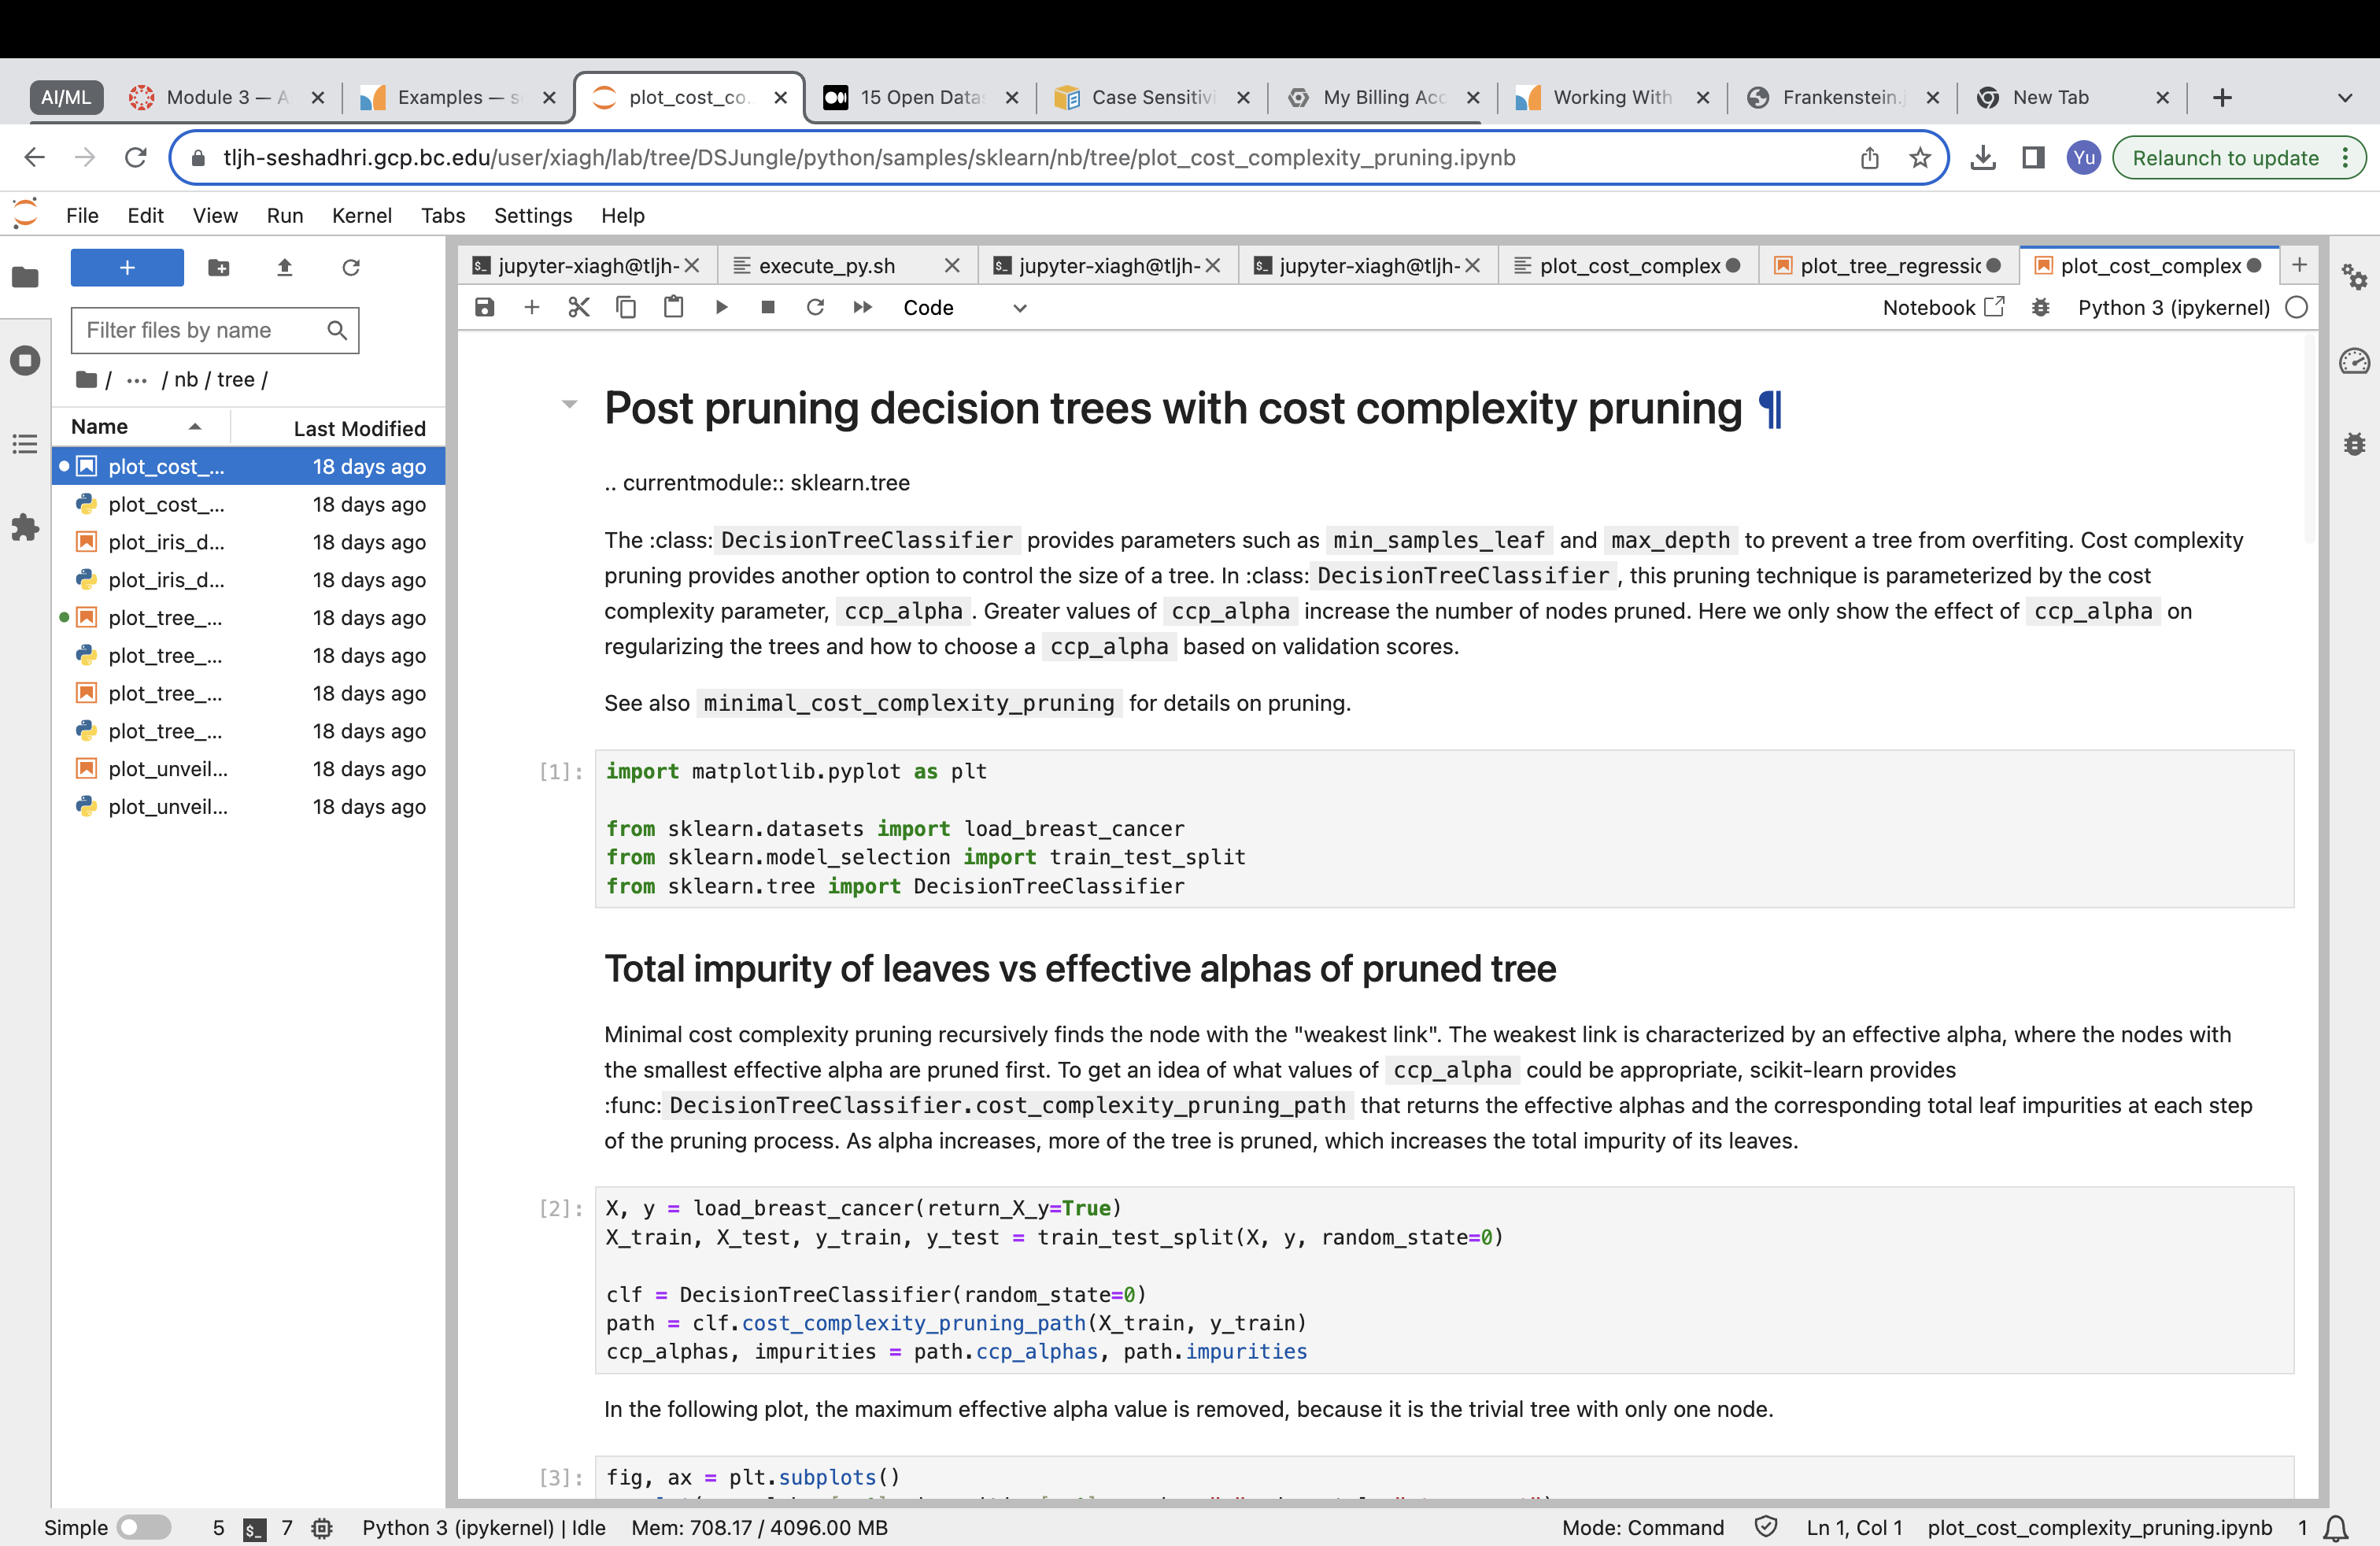 AI/ML
Module 3 — A
Examples — s
plot_cost_co
15 Open Data
Case Sensitivi
My Billing Acc
Working With
Frankenstein.j
New Tab
tljh-seshadhri.gcp.bc.edu/user/xiagh/lab/tree/DSJungle/python/samples/sklearn/nb/tree/plot_cost_complexity_pruning.ipynb
Yu
Relaunch to update
File Edit View Run Kernel Tabs Settings Help
jupyter-xiagh@tljh-
execute_py.sh
jupyter-xiagh@tljh-
jupyter-xiagh@tljh-
plot_cost_complex
plot_tree_regressic
plot_cost_complex
Code
Notebook
Python 3 (ipykernel)
Filter files by name
/ ... / nb / tree /
Name Last Modified
plot_cost_... 18 days ago
plot_cost_... 18 days ago
plot_iris_d... 18 days ago
plot_iris_d... 18 days ago
plot_tree_... 18 days ago
plot_tree_... 18 days ago
plot_tree_... 18 days ago
plot_tree_... 18 days ago
plot_unveil... 18 days ago
plot_unveil... 18 days ago
Post pruning decision trees with cost complexity pruning ¶
.. currentmodule:: sklearn.tree
The :class: DecisionTreeClassifier provides parameters such as min_samples_leaf and max_depth to prevent a tree from overfiting. Cost complexity
pruning provides another option to control the size of a tree. In :class: DecisionTreeClassifier , this pruning technique is parameterized by the cost
complexity parameter, ccp_alpha . Greater values of ccp_alpha increase the number of nodes pruned. Here we only show the effect of ccp_alpha on
regularizing the trees and how to choose a ccp_alpha based on validation scores.
See also minimal_cost_complexity_pruning for details on pruning.
[1]: import matplotlib.pyplot as plt
from sklearn.datasets import load_breast_cancer
from sklearn.model_selection import train_test_split
from sklearn.tree import DecisionTreeClassifier
Total impurity of leaves vs effective alphas of pruned tree
Minimal cost complexity pruning recursively finds the node with the "weakest link". The weakest link is characterized by an effective alpha, where the nodes with
the smallest effective alpha are pruned first. To get an idea of what values of ccp_alpha could be appropriate, scikit-learn provides
:func: DecisionTreeClassifier.cost_complexity_pruning_path that returns the effective alphas and the corresponding total leaf impurities at each step
of the pruning process. As alpha increases, more of the tree is pruned, which increases the total impurity of its leaves.
[2]: X, y = load_breast_cancer(return_X_y=True)
X_train, X_test, y_train, y_test = train_test_split(X, y, random_state=0)
clf = DecisionTreeClassifier(random_state=0)
path = clf.cost_complexity_pruning_path(X_train, y_train)
ccp_alphas, impurities = path.ccp_alphas, path.impurities
In the following plot, the maximum effective alpha value is removed, because it is the trivial tree with only one node.
[3]: fig, ax = plt.subplots()
Simple 5 7 Python 3 (ipykernel) | Idle Mem: 708.17 / 4096.00 MB Mode: Command Ln 1, Col 1 plot_cost_complexity_pruning.ipynb 1